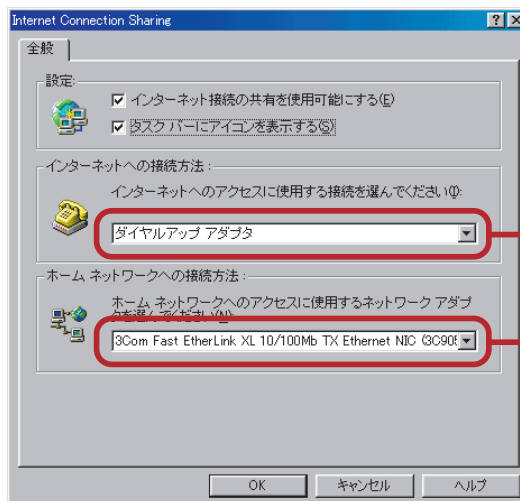 Internet Connection Sharing
全般
設定:
インターネット接続の共有を使用可能にする(E)
タスク バーにアイコンを表示する(S)
インターネットへの接続方法:
インターネットへのアクセスに使用する接続を選んでください(I):
ダイヤルアップ アダプタ
ホーム ネットワークへの接続方法:
ホーム ネットワークへのアクセスに使用するネットワーク アダプ
タを選んでください(N):
3Com Fast EtherLink XL 10/100Mb TX Ethernet NIC (3C905
OK
キャンセル
ヘルプ